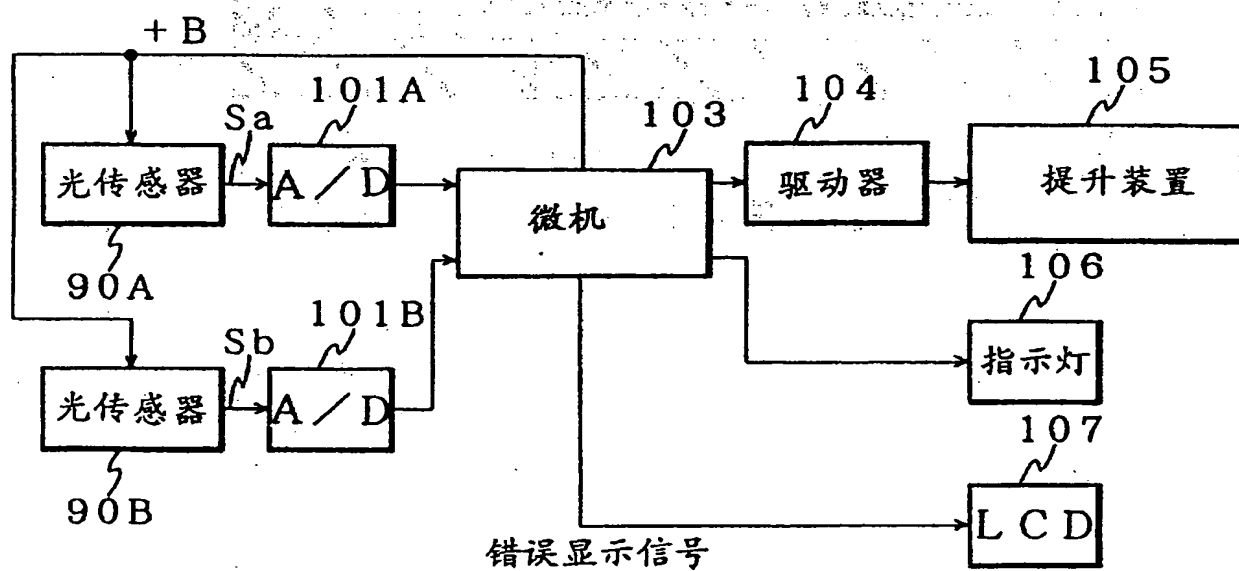 +B
101A
Sa
光传感器
A/D
90A
103
微机
104
驱动器
105
提升装置
106
指示灯
101B
Sb
光传感器
A/D
90B
107
LCD
错误显示信号